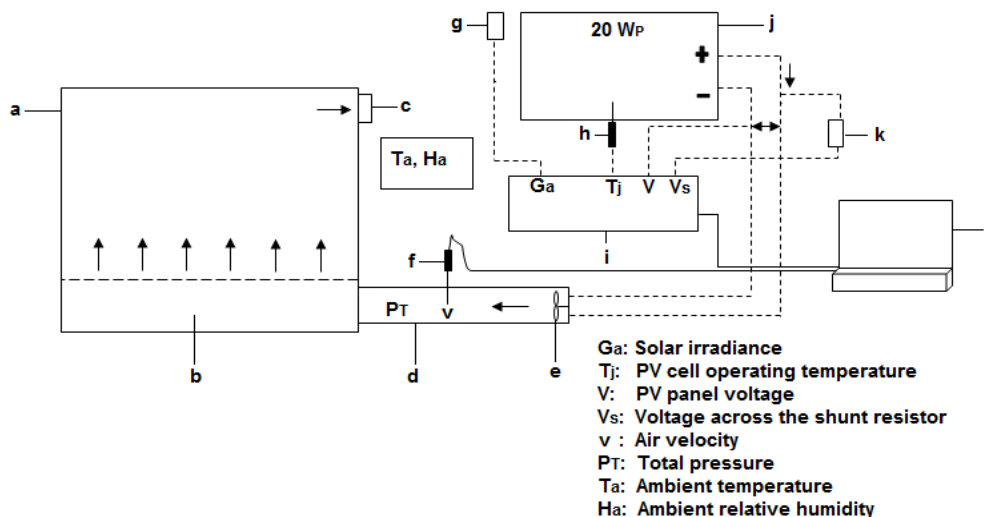 g
20 WP
j
+
a
c
−
h
k
Ta, Ha
Ga Tj V Vs
f
i
PT v
b
d
e
Ga: Solar irradiance
Tj: PV cell operating temperature
V: PV panel voltage
Vs: Voltage across the shunt resistor
v : Air velocity
PT: Total pressure
Ta: Ambient temperature
Ha: Ambient relative humidity